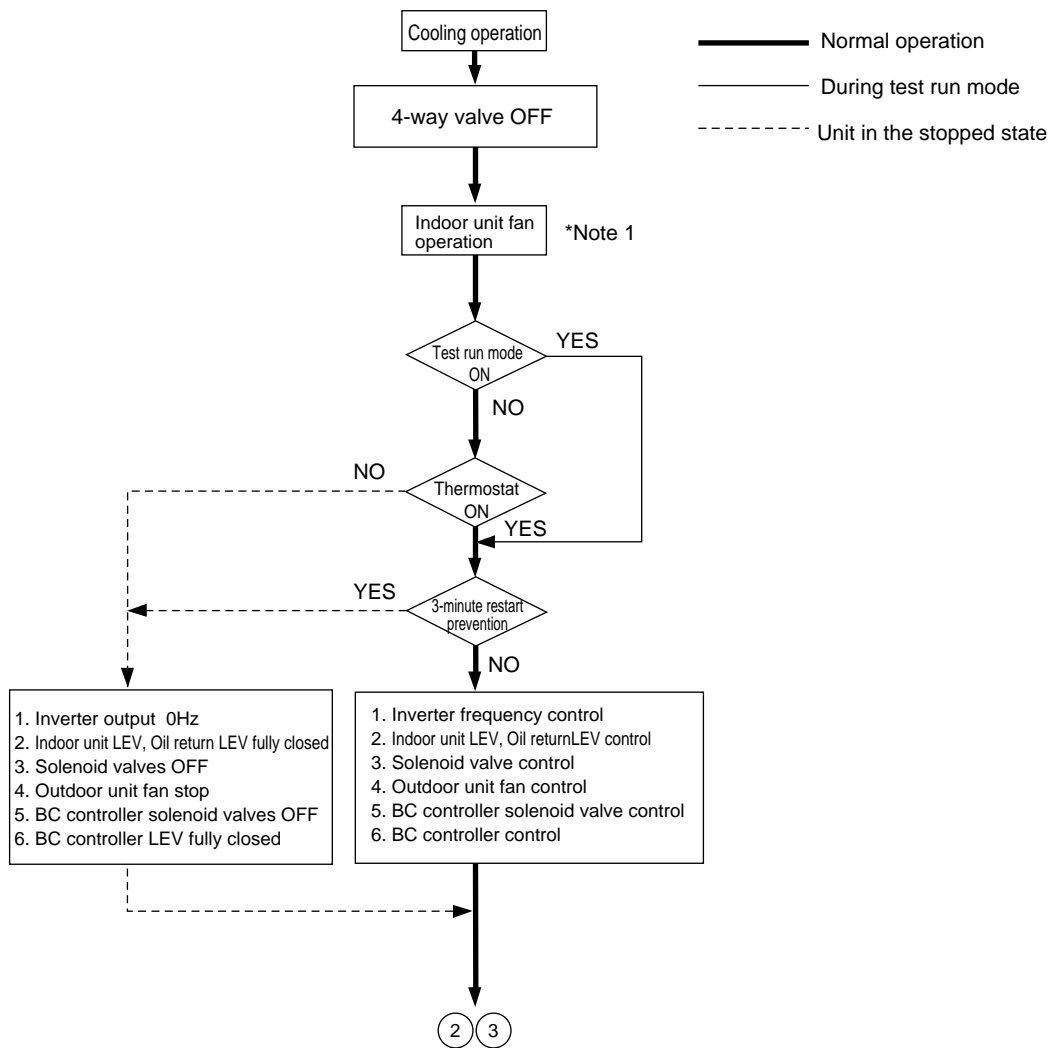 Cooling operation
Normal operation
During test run mode
Unit in the stopped state
4-way valve OFF
Indoor unit fan
operation
*Note 1
Test run mode
ON
YES
NO
Thermostat
ON
NO
YES
3-minute restart
prevention
YES
NO
1. Inverter output 0Hz
2. Indoor unit LEV, Oil return LEV fully closed
3. Solenoid valves OFF
4. Outdoor unit fan stop
5. BC controller solenoid valves OFF
6. BC controller LEV fully closed
1. Inverter frequency control
2. Indoor unit LEV, Oil returnLEV control
3. Solenoid valve control
4. Outdoor unit fan control
5. BC controller solenoid valve control
6. BC controller control
2 3